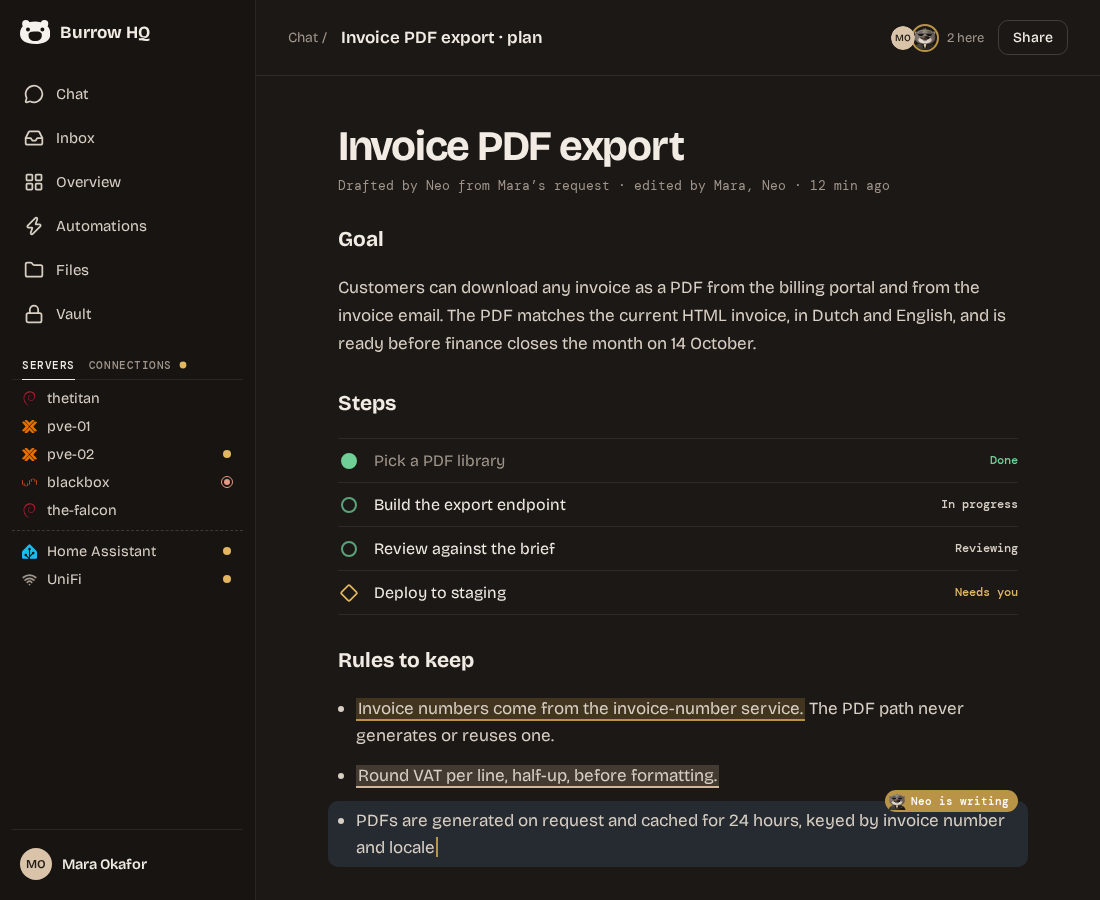 Burrow HQ
Chat
Inbox
Overview
Automations
Files
Vault
SERVERS CONNECTIONS
thetitan
pve-01
pve-02
blackbox
the-falcon
Home Assistant
UniFi
MO Mara Okafor
Chat / Invoice PDF export · plan
MO 2 here Share
Invoice PDF export
Drafted by Neo from Mara’s request · edited by Mara, Neo · 12 min ago
Goal
Customers can download any invoice as a PDF from the billing portal and from the
invoice email. The PDF matches the current HTML invoice, in Dutch and English, and is
ready before finance closes the month on 14 October.
Steps
Pick a PDF library Done
Build the export endpoint In progress
Review against the brief Reviewing
Deploy to staging Needs you
Rules to keep
Invoice numbers come from the invoice-number service. The PDF path never
generates or reuses one.
Round VAT per line, half-up, before formatting.
Neo is writing
PDFs are generated on request and cached for 24 hours, keyed by invoice number
and locale